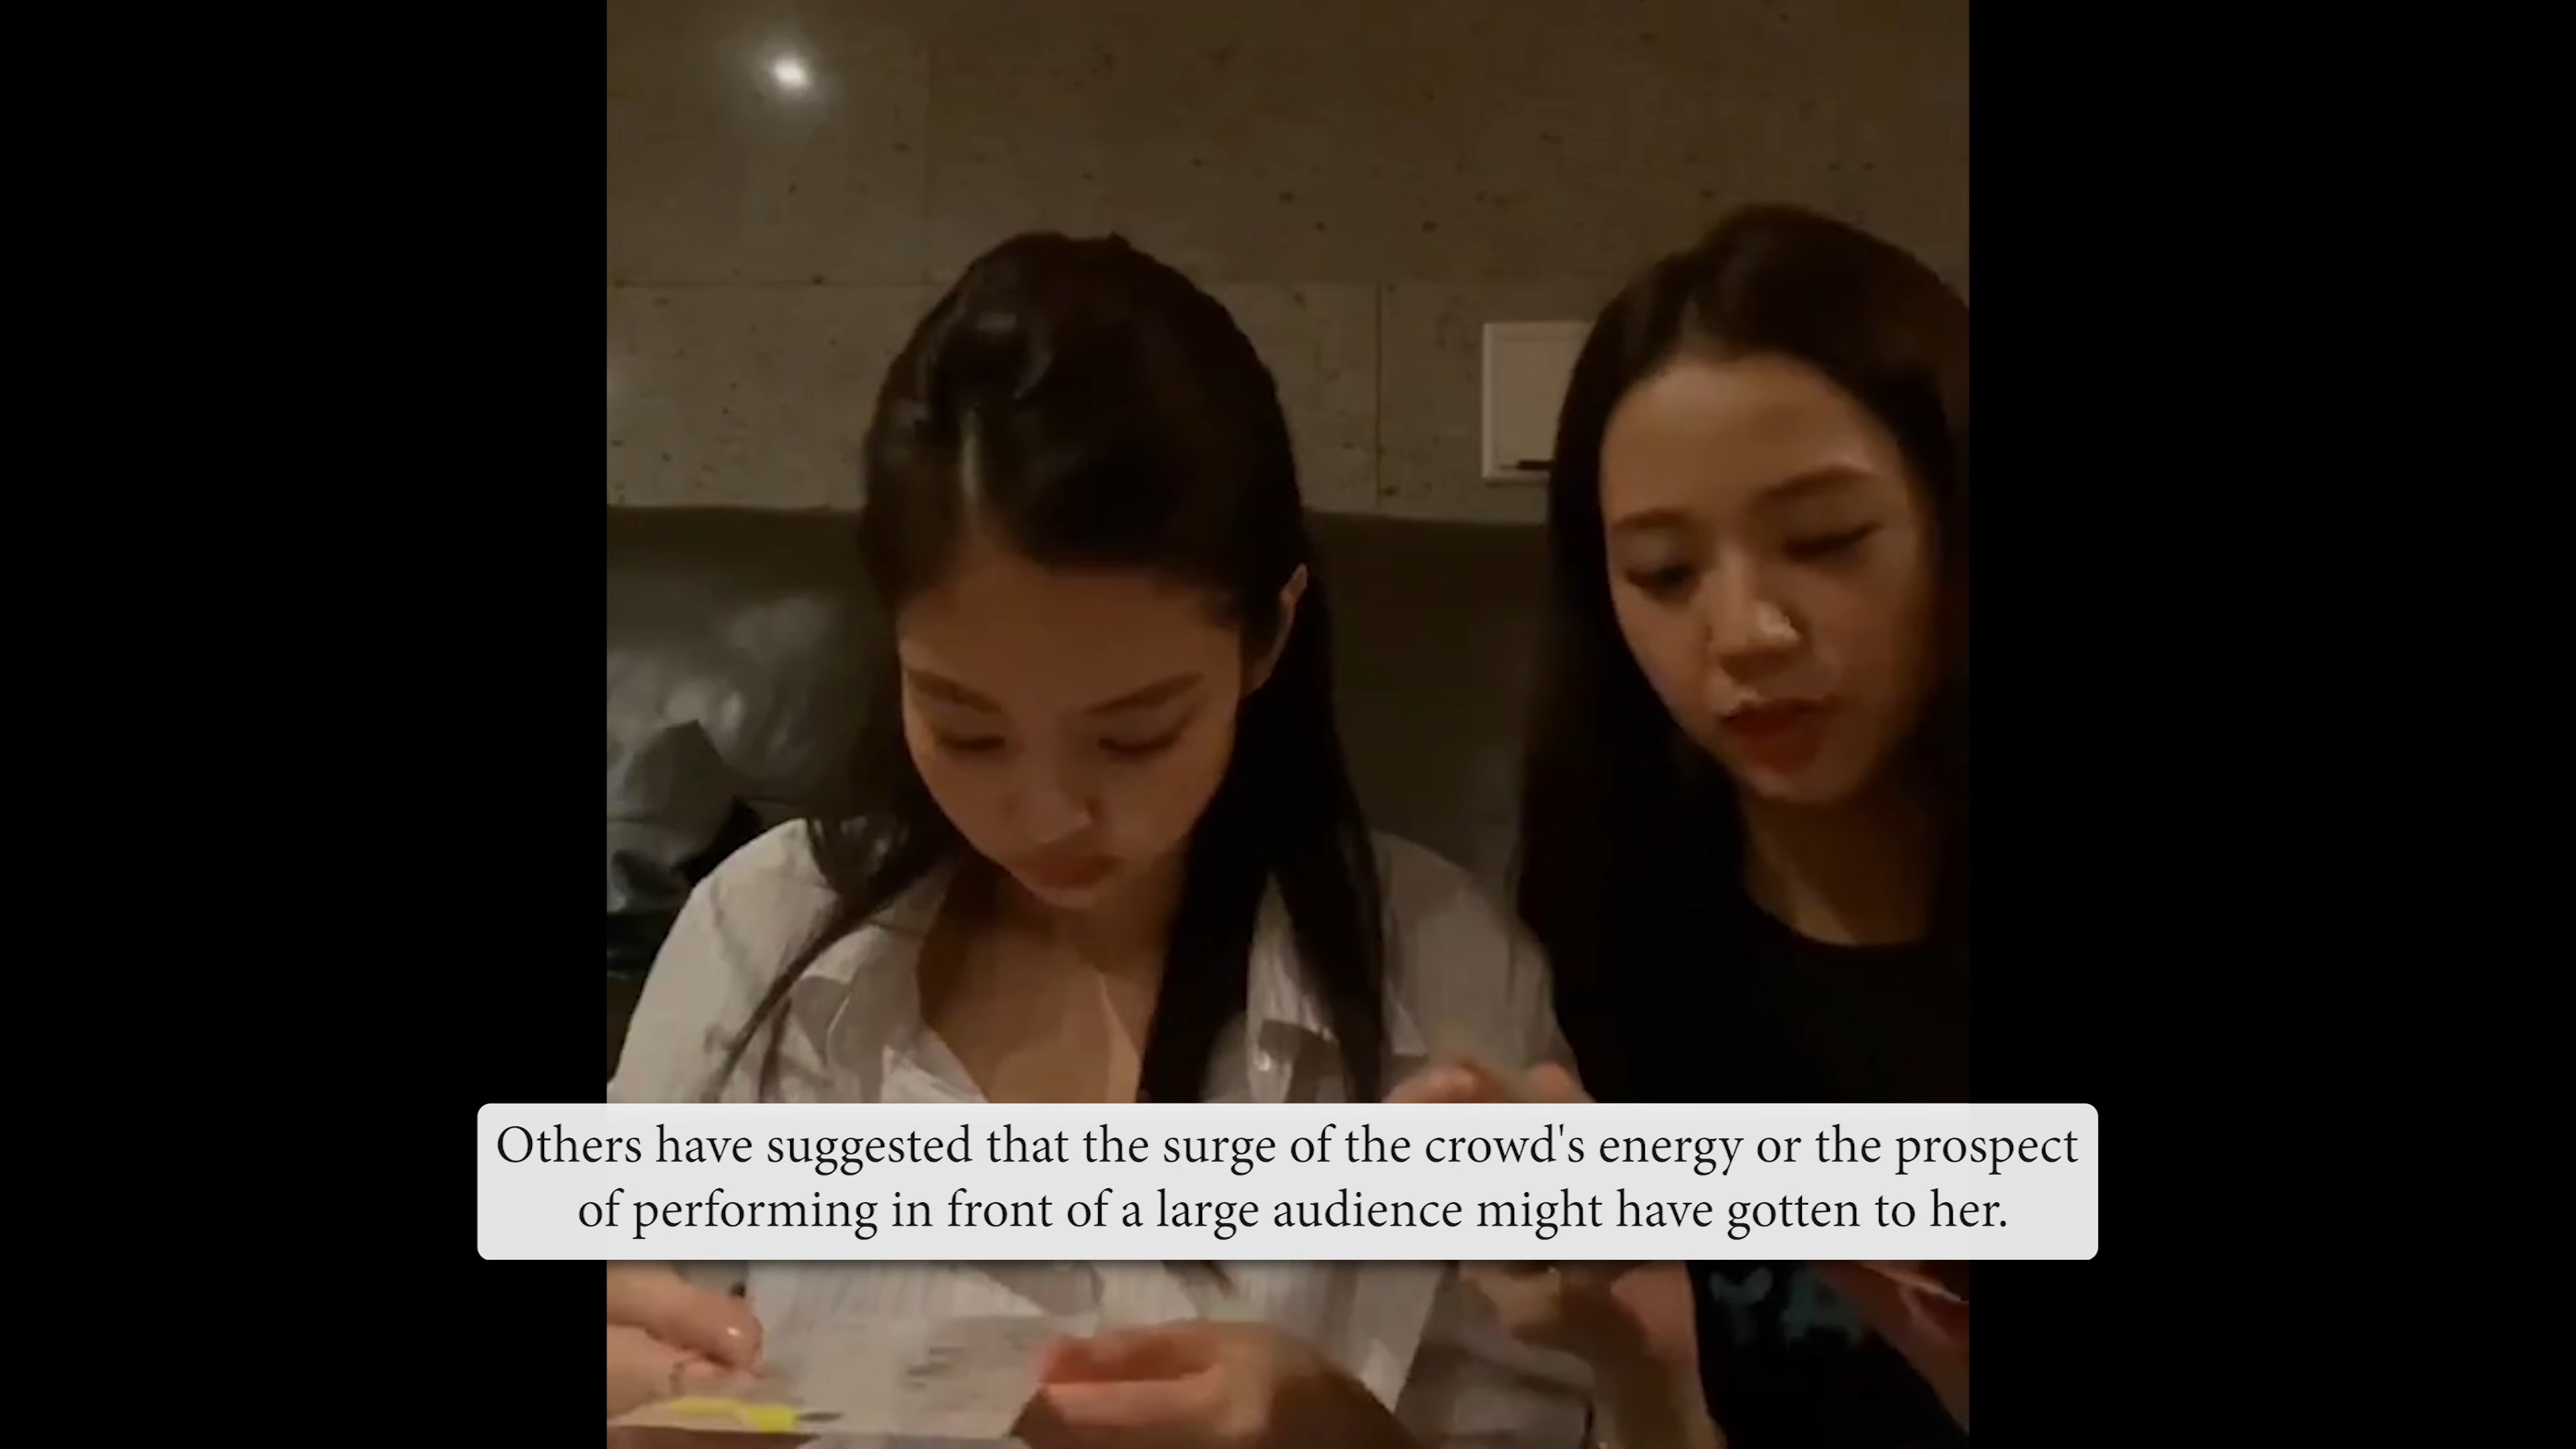 Others have suggested that the surge of the crowd's energy or the prospect
of performing in front of a large audience might have gotten to her.
YA